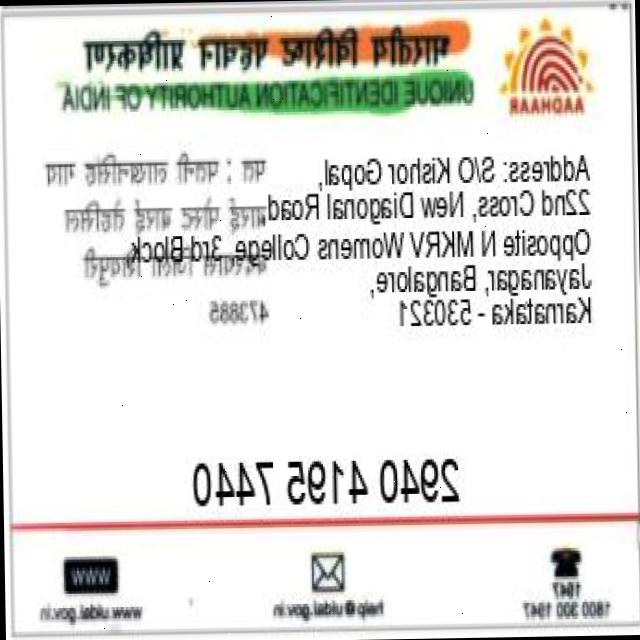 भारतीय विशिष्ट पहचान प्राधिकरण
UNIQUE IDENTIFICATION AUTHORITY OF INDIA
AADHAAR
Address: S/O Kishor Gopal,
22nd Cross, New Diagonal Road
Opposite N MKRV Womens College, 3rd Block,
Jayanagar, Bangalore,
Karnataka - 530321
पोस्ट
जिला शिवपुरी
473885
2940 4195 7440
1947
1800 300 1947
help@uidai.gov.in
www
www.uidai.gov.in